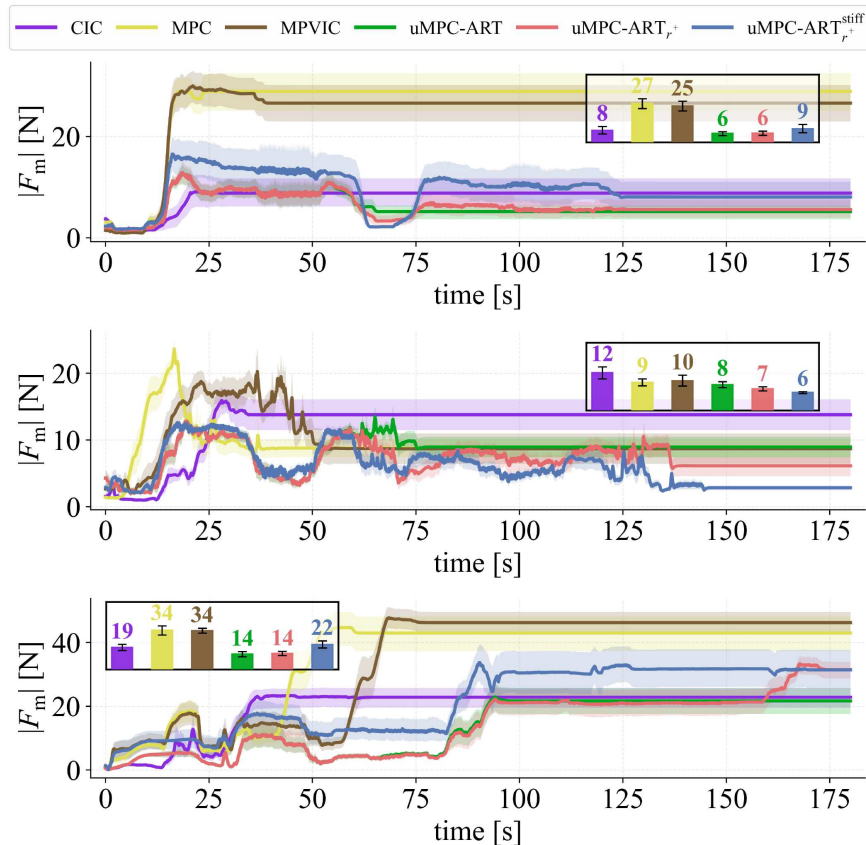 CIC MPC MPVIC uMPC-ART uMPC-ART_{r^+} uMPC-ART_{r^+}^{stiff}
27
25
8 6 6 9
20
0
|F_m| [N]
0 25 50 75 100 125 150 175
time [s]
12 9 10 8 7 6
20
10
0
|F_m| [N]
0 25 50 75 100 125 150 175
time [s]
19 34 34 14 14 22
40
20
0
|F_m| [N]
0 25 50 75 100 125 150 175
time [s]